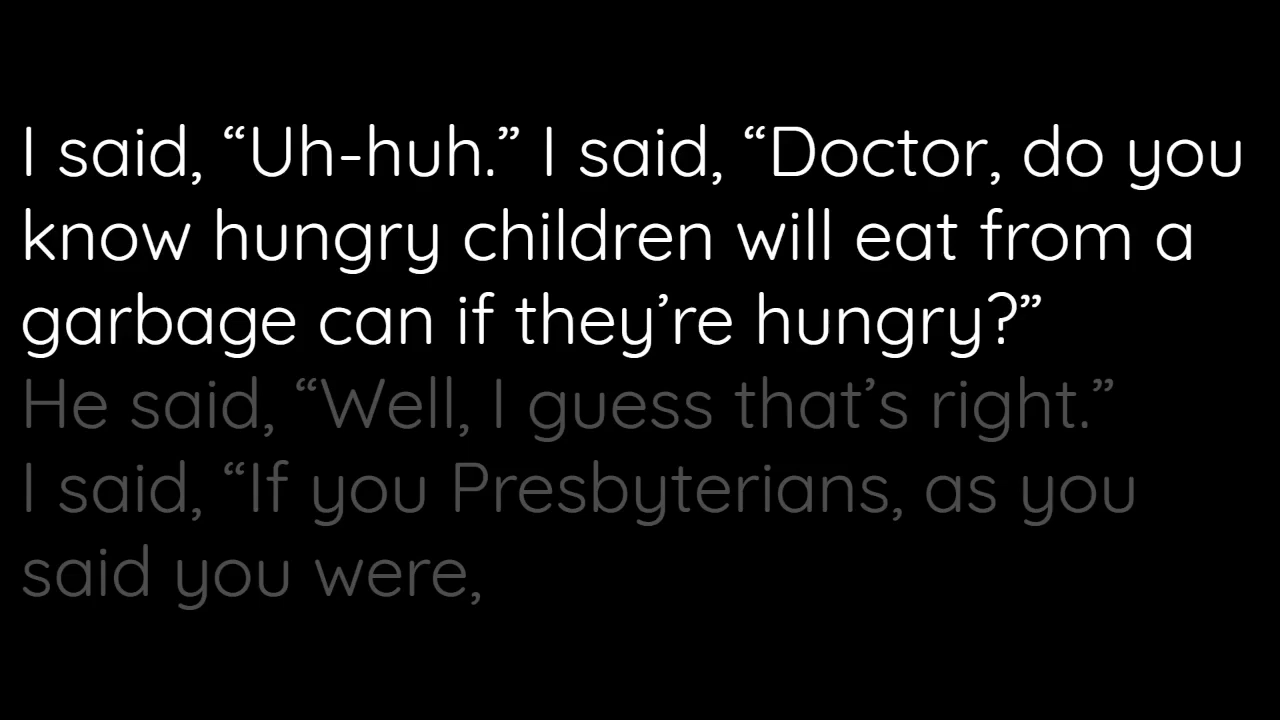 I said, “Uh-huh.” I said, “Doctor, do you
know hungry children will eat from a
garbage can if they’re hungry?”
He said, “Well, I guess that’s right.”
I said, “If you Presbyterians, as you
said you were,